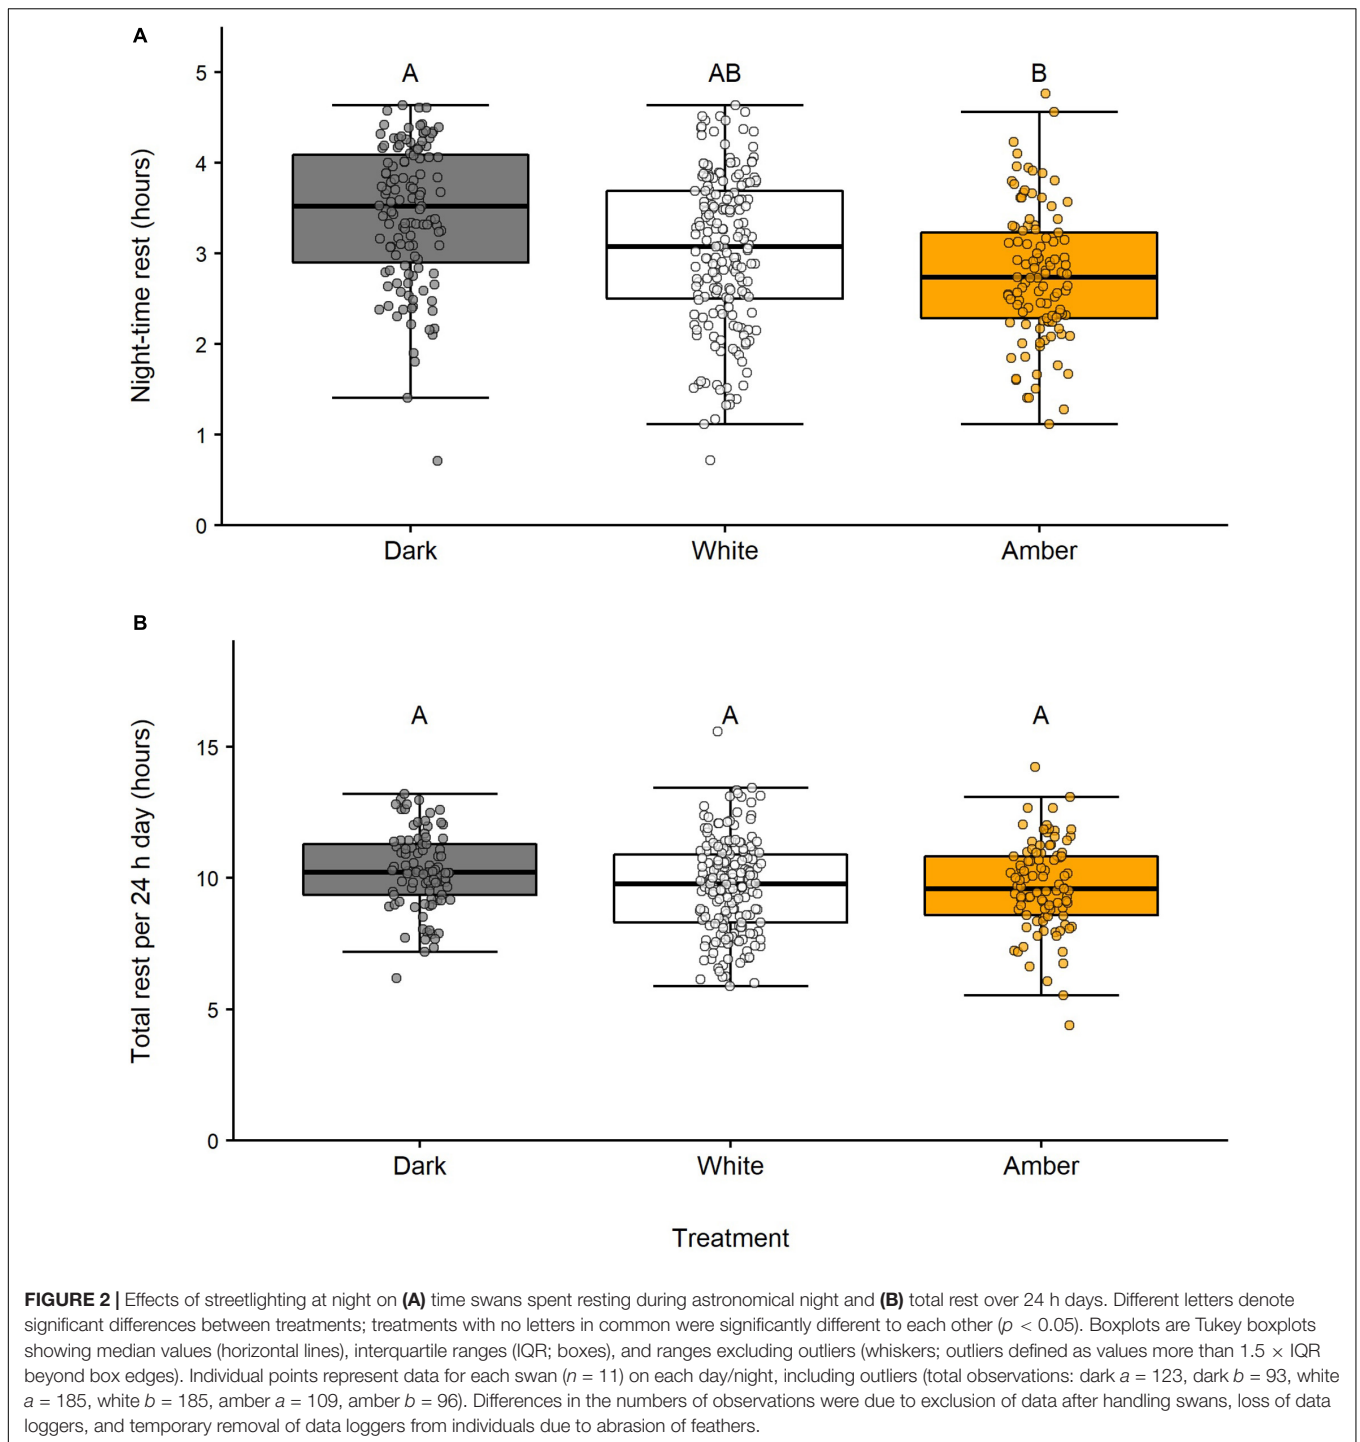 A
Night-time rest (hours)
5
4
3
2
1
0
A
AB
B
Dark
White
Amber
B
Total rest per 24 h day (hours)
15
10
5
0
A
A
A
Dark
White
Amber
Treatment
FIGURE 2 | Effects of streetlighting at night on (A) time swans spent resting during astronomical night and (B) total rest over 24 h days. Different letters denote
significant differences between treatments; treatments with no letters in common were significantly different to each other (p < 0.05). Boxplots are Tukey boxplots
showing median values (horizontal lines), interquartile ranges (IQR; boxes), and ranges excluding outliers (whiskers; outliers defined as values more than 1.5 × IQR
beyond box edges). Individual points represent data for each swan (n = 11) on each day/night, including outliers (total observations: dark a = 123, dark b = 93, white
a = 185, white b = 185, amber a = 109, amber b = 96). Differences in the numbers of observations were due to exclusion of data after handling swans, loss of data
loggers, and temporary removal of data loggers from individuals due to abrasion of feathers.